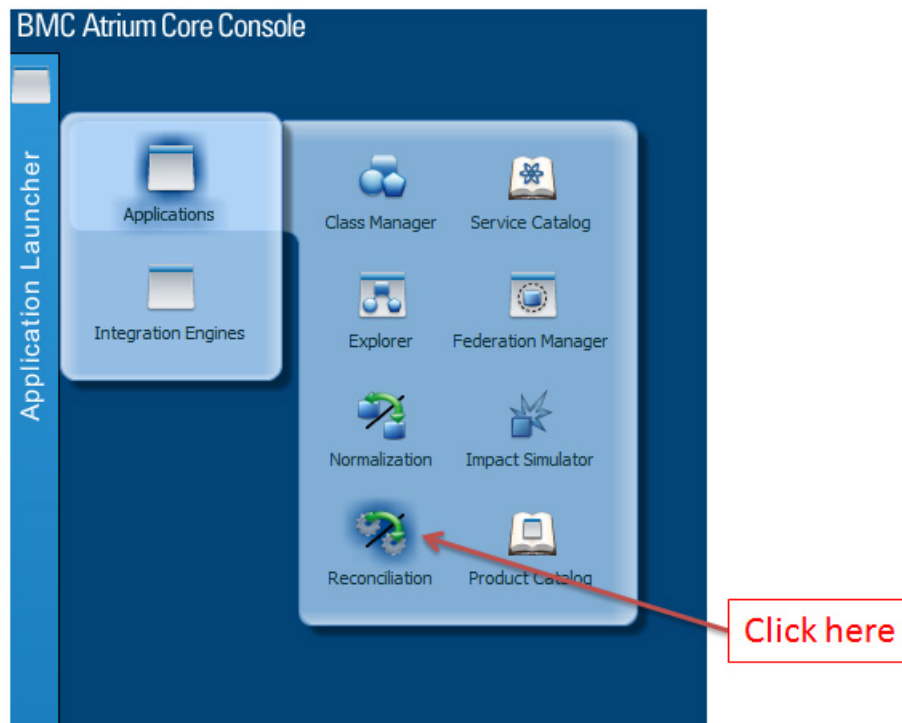 BMC Atrium Core Console
Application Launcher
Applications
Integration Engines
Class Manager
Service Catalog
Explorer
Federation Manager
Normalization
Impact Simulator
Reconciliation
Product Catalog
Click here